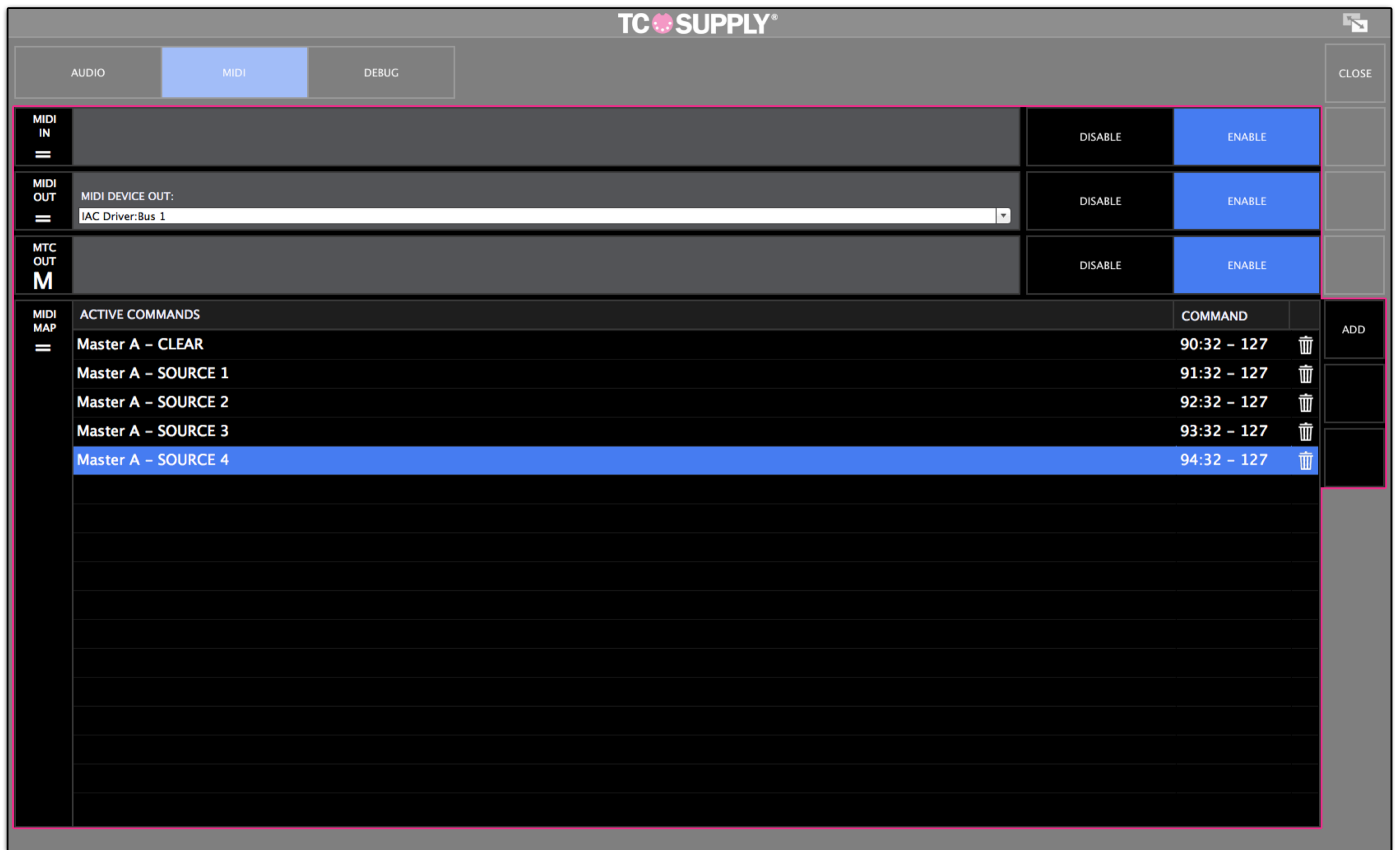 TC SUPPLY®
AUDIO MIDI DEBUG CLOSE
MIDI
IN
DISABLE ENABLE
MIDI
OUT
MIDI DEVICE OUT:
IAC Driver:Bus 1
DISABLE ENABLE
MTC
OUT
M
DISABLE ENABLE
MIDI
MAP
ACTIVE COMMANDS COMMAND
ADD
Master A – CLEAR 90:32 – 127
Master A – SOURCE 1 91:32 – 127
Master A – SOURCE 2 92:32 – 127
Master A – SOURCE 3 93:32 – 127
Master A – SOURCE 4 94:32 – 127